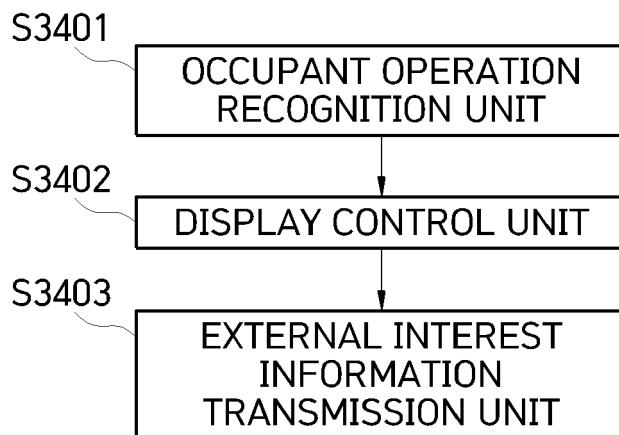 S3401
OCCUPANT OPERATION
RECOGNITION UNIT
S3402
DISPLAY CONTROL UNIT
S3403
EXTERNAL INTEREST
INFORMATION
TRANSMISSION UNIT